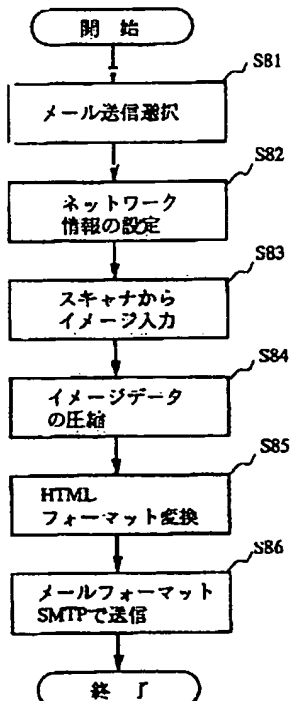 開 始
S81
メール送信選択
S82
ネットワーク
情報の設定
S83
スキャナから
イメージ入力
S84
イメージデータ
の圧縮
S85
HTML
フォーマット変換
S86
メールフォーマット
SMTPで送信
終 了